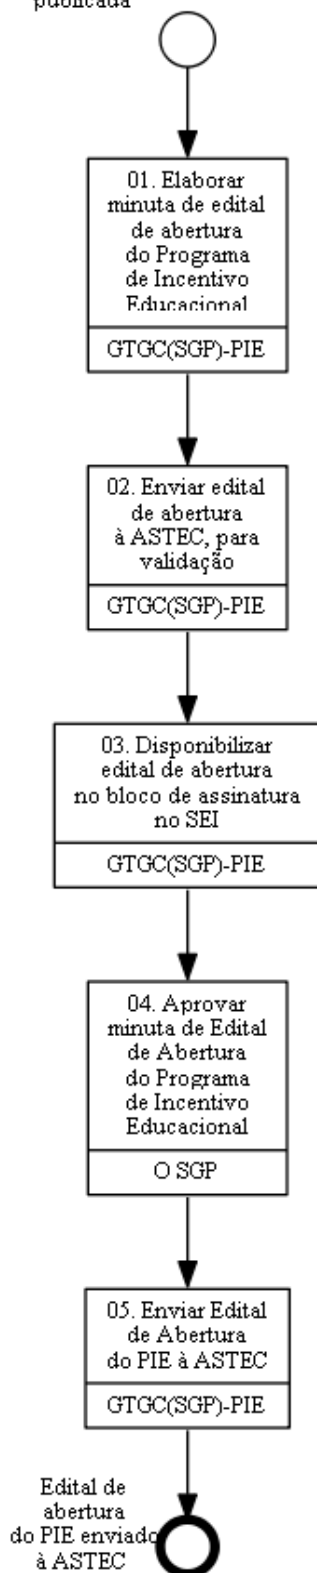 publicada
01. Elaborar
minuta de edital
de abertura
do Programa
de Incentivo
Educacional
GTGC(SGP)-PIE
02. Enviar edital
de abertura
à ASTEC, para
validação
GTGC(SGP)-PIE
03. Disponibilizar
edital de abertura
no bloco de assinatura
no SEI
GTGC(SGP)-PIE
04. Aprovar
minuta de Edital
de Abertura
do Programa
de Incentivo
Educacional
O SGP
05. Enviar Edital
de Abertura
do PIE à ASTEC
GTGC(SGP)-PIE
Edital de
abertura
do PIE enviado
à ASTEC